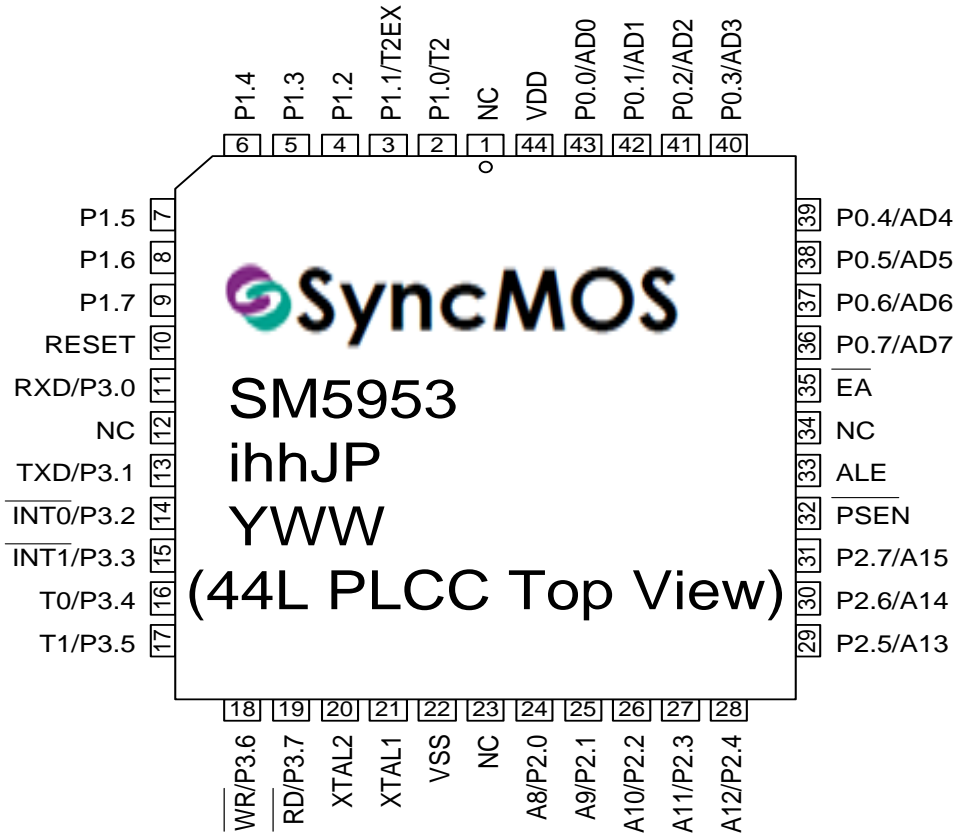 P1.4
P1.3
P1.2
P1.1/T2EX
P1.0/T2
NC
VDD
P0.0/AD0
P0.1/AD1
P0.2/AD2
P0.3/AD3
6
5
4
3
2
1
44
43
42
41
40
P1.5 7
P1.6 8
P1.7 9
RESET 10
RXD/P3.0 11
NC 12
TXD/P3.1 13
INT0/P3.2 14
INT1/P3.3 15
T0/P3.4 16
T1/P3.5 17
SyncMOS
SM5953
ihhJP
YWW
(44L PLCC Top View)
39 P0.4/AD4
38 P0.5/AD5
37 P0.6/AD6
36 P0.7/AD7
35 EA
34 NC
33 ALE
32 PSEN
31 P2.7/A15
30 P2.6/A14
29 P2.5/A13
18
19
20
21
22
23
24
25
26
27
28
WR/P3.6
RD/P3.7
XTAL2
XTAL1
VSS
NC
A8/P2.0
A9/P2.1
A10/P2.2
A11/P2.3
A12/P2.4